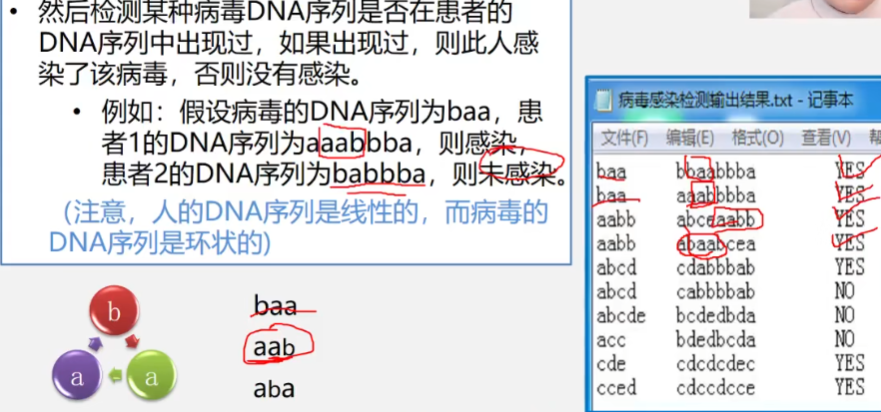 • 然后检测某种病毒DNA序列是否在患者的
DNA序列中出现过，如果出现过，则此人感
染了该病毒，否则没有感染。
• 例如：假设病毒的DNA序列为baa，患
者1的DNA序列为aaabbba，则感染，
患者2的DNA序列为babbba，则未感染。
（注意，人的DNA序列是线性的，而病毒的
DNA序列是环状的)
b
a
a
baa
aab
aba
病毒感染检测输出结果.txt - 记事本
文件(F) 编辑(E) 格式(O) 查看(V) 帮
baa bbaabbba YES
baa aaabbbba YES
aabb abceaabb YES
aabb abaabcea YES
abcd cdabbbab YES
abcd cabbbbab NO
abcde bcdedbda NO
acc bdedbcda NO
cde cdcdcdec YES
cced cdccdcce YES